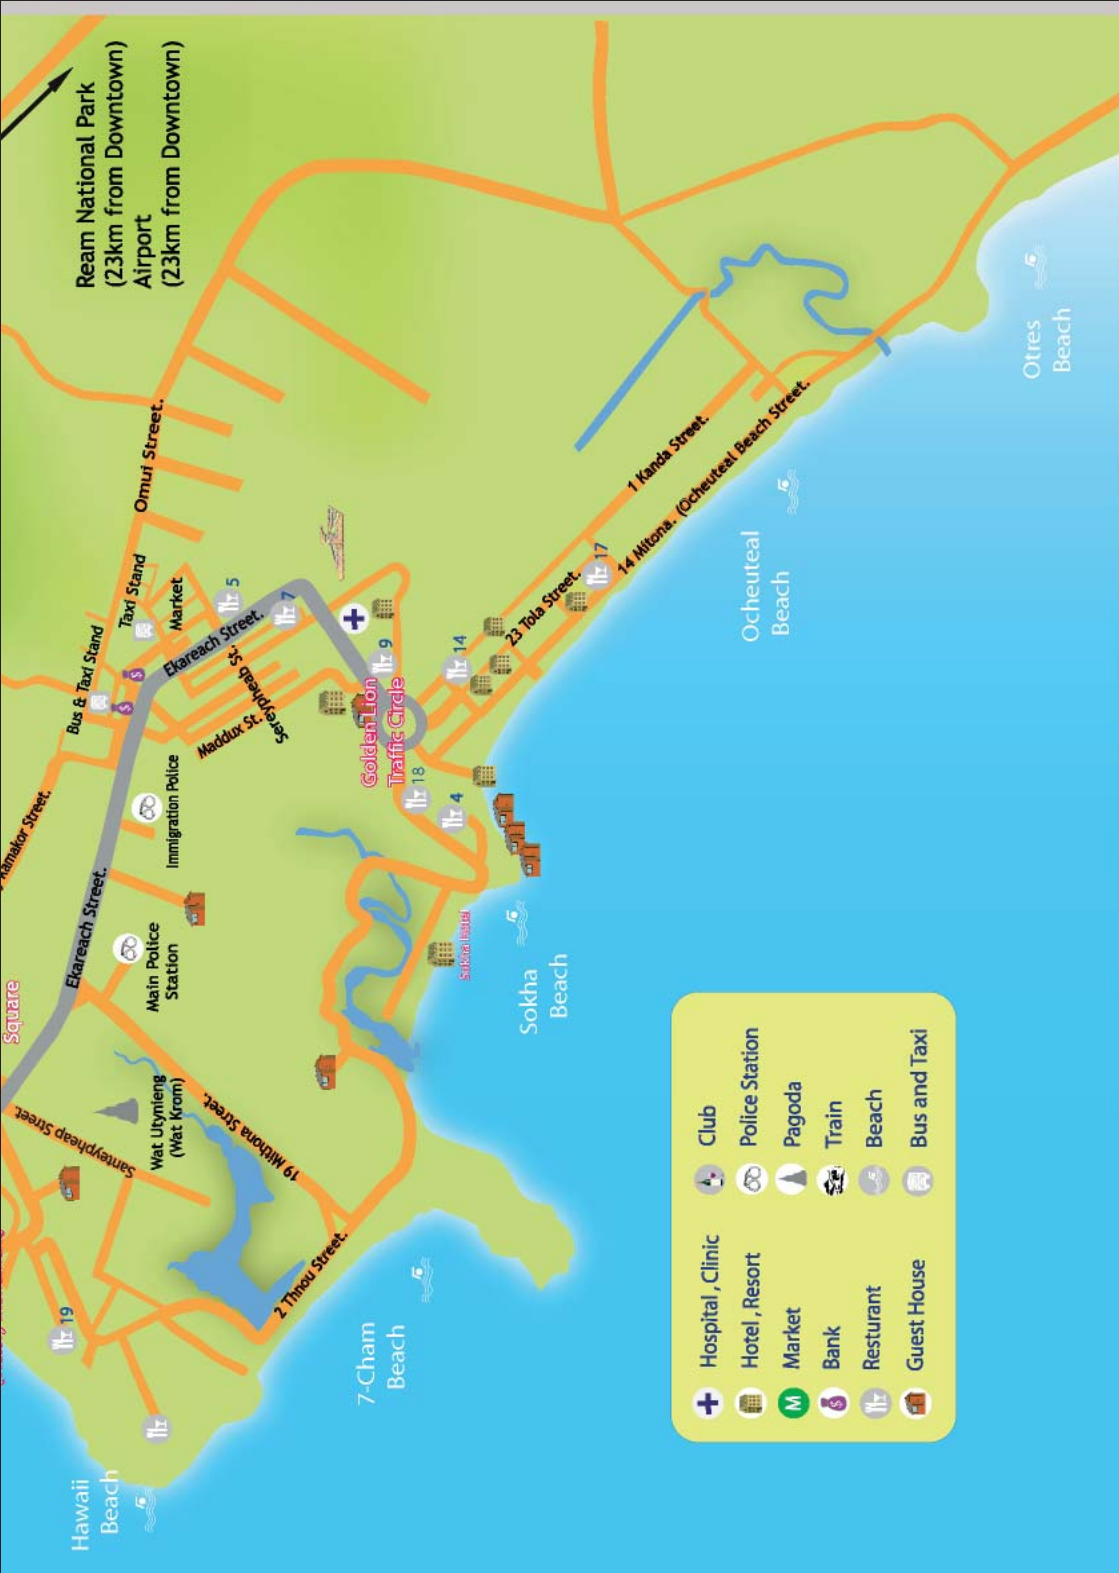 Ream National Park
(23km from Downtown)
Airport
(23km from Downtown)
Omui Street.
Taxi Stand
Market
Bus & Taxi Stand
5
7
Ekareach Street.
Sereypheab St.
Maddux St.
9
Golden Lion
Traffic Circle
14
23 Tola Street.
17
1 Kanda Street.
14 Mitona. (Ocheuteal Beach Street.
Otres
Beach
Ocheuteal
Beach
18
4
Immigration Police
Ekareach Street.
Main Police
Station
Square
Sokha Hotel
Sokha
Beach
Wat Utynieng
(Wat Krom)
Santeypheap Street.
19 Mithona Street.
2 Thnou Street.
19
7-Cham
Beach
Hawaii
Beach
Hospital , Clinic
Hotel , Resort
M Market
Bank
Resturant
Guest House
Club
Police Station
Pagoda
Train
Beach
Bus and Taxi